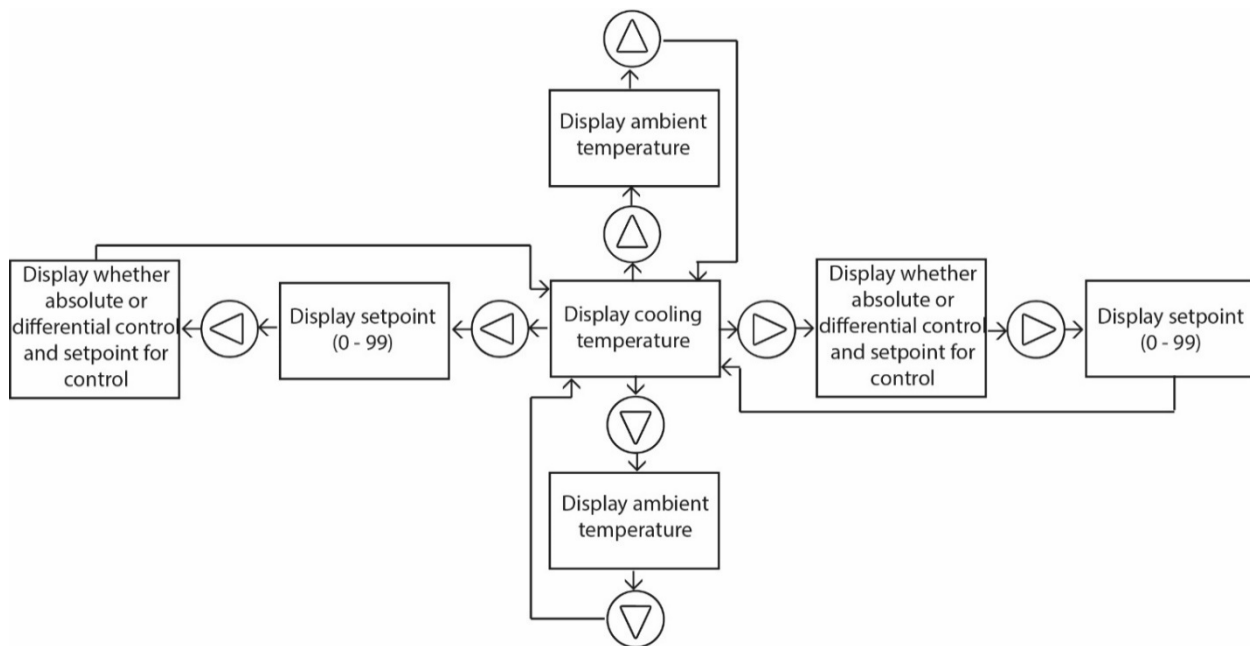 Display ambient
temperature
Display whether
absolute or
differential control
and setpoint for
control
Display setpoint
(0 - 99)
Display cooling
temperature
Display whether
absolute or
differential control
and setpoint for
control
Display setpoint
(0 - 99)
Display ambient
temperature